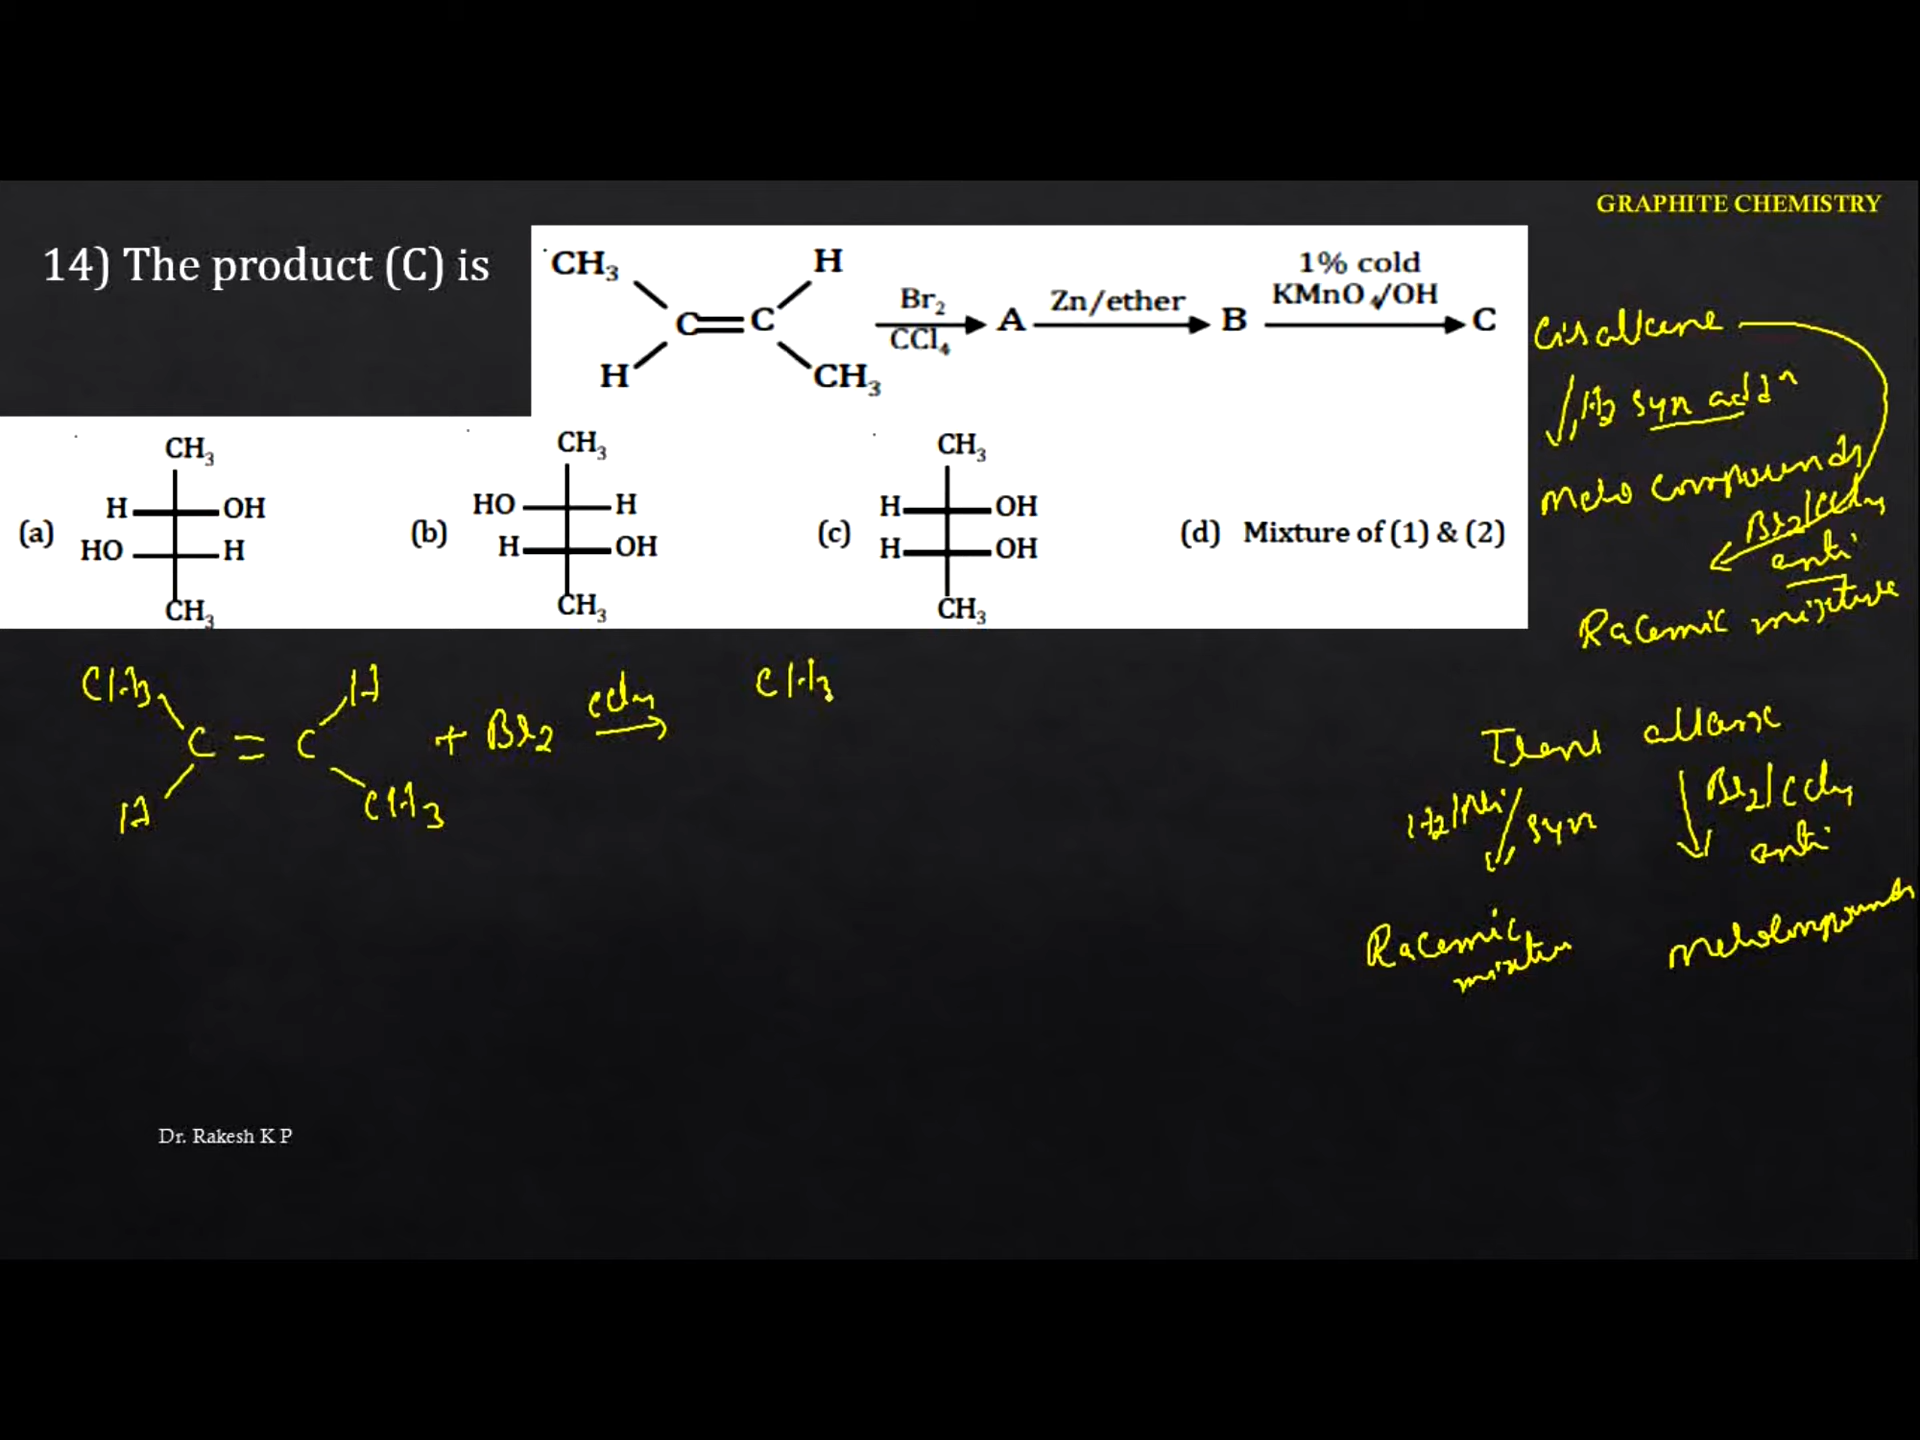 GRAPHITE CHEMISTRY
14) The product (C) is
CH₃ H
C=C
H CH₃
Br₂
CCl₄
A
Zn/ether
B
1% cold
KMnO₄/OH
C
(a)
CH₃
H OH
HO H
CH₃
(b)
CH₃
HO H
H OH
CH₃
(c)
CH₃
H OH
H OH
CH₃
(d) Mixture of (1) & (2)
Cis alkene
H₂ syn addⁿ
Meso compounds
Br₂/CCl₄
anti
Racemic mixture
CH₃ H
C = C + Br₂ CCl₄
H CH₃
CH₃
Trans alkene
H₂/Ni syn
Br₂/CCl₄
anti
Racemic
mixture
meso compounds
Dr. Rakesh K P